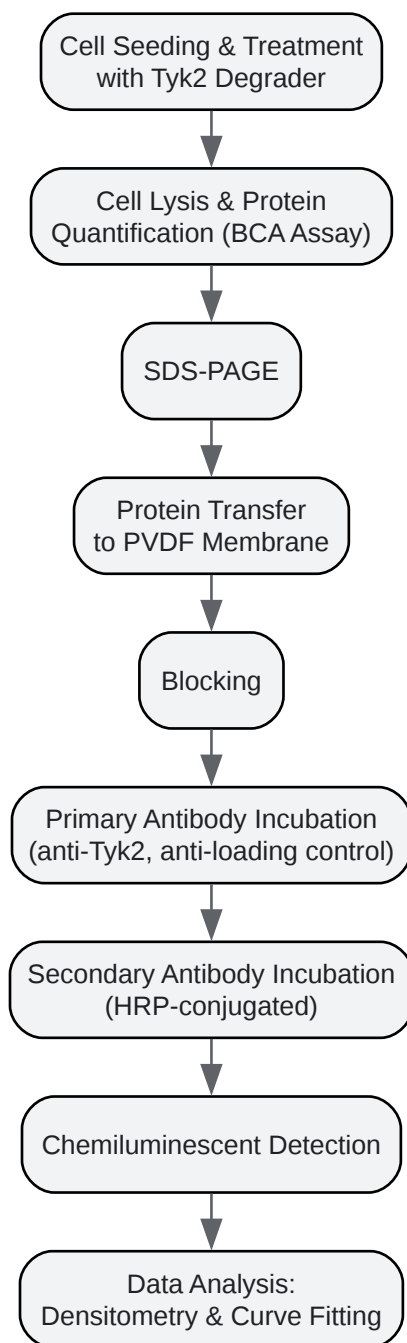 Cell Seeding & Treatment
with Tyk2 Degrader
Cell Lysis & Protein
Quantification (BCA Assay)
SDS-PAGE
Protein Transfer
to PVDF Membrane
Blocking
Primary Antibody Incubation
(anti-Tyk2, anti-loading control)
Secondary Antibody Incubation
(HRP-conjugated)
Chemiluminescent Detection
Data Analysis:
Densitometry & Curve Fitting